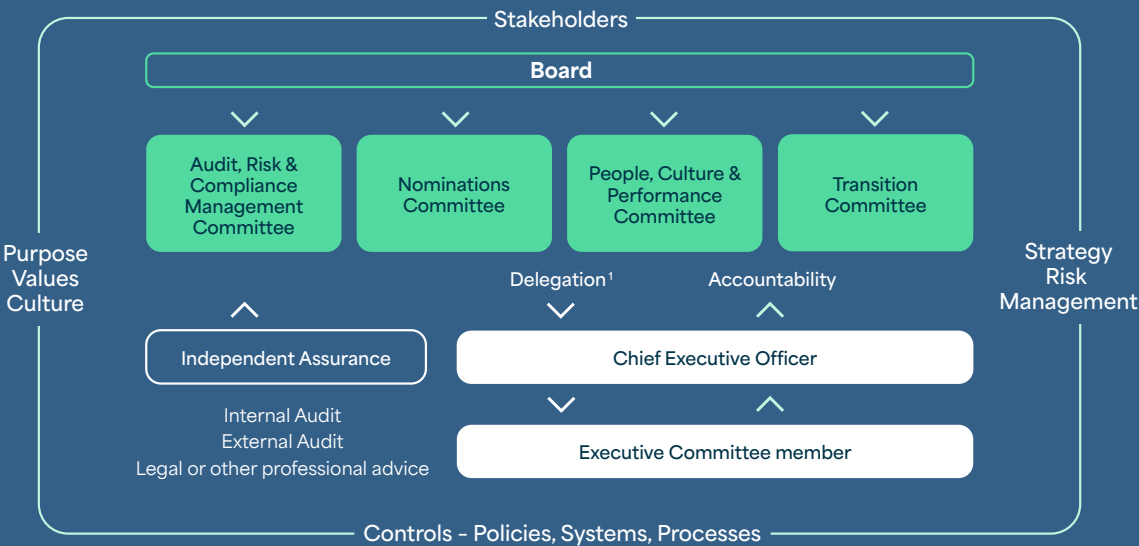 Stakeholders
Board
Audit, Risk &
Compliance
Management
Committee
Nominations
Committee
People, Culture &
Performance
Committee
Transition
Committee
Purpose
Values
Culture
Strategy
Risk
Management
Delegation¹
Accountability
Independent Assurance
Chief Executive Officer
Internal Audit
External Audit
Legal or other professional advice
Executive Committee member
Controls – Policies, Systems, Processes